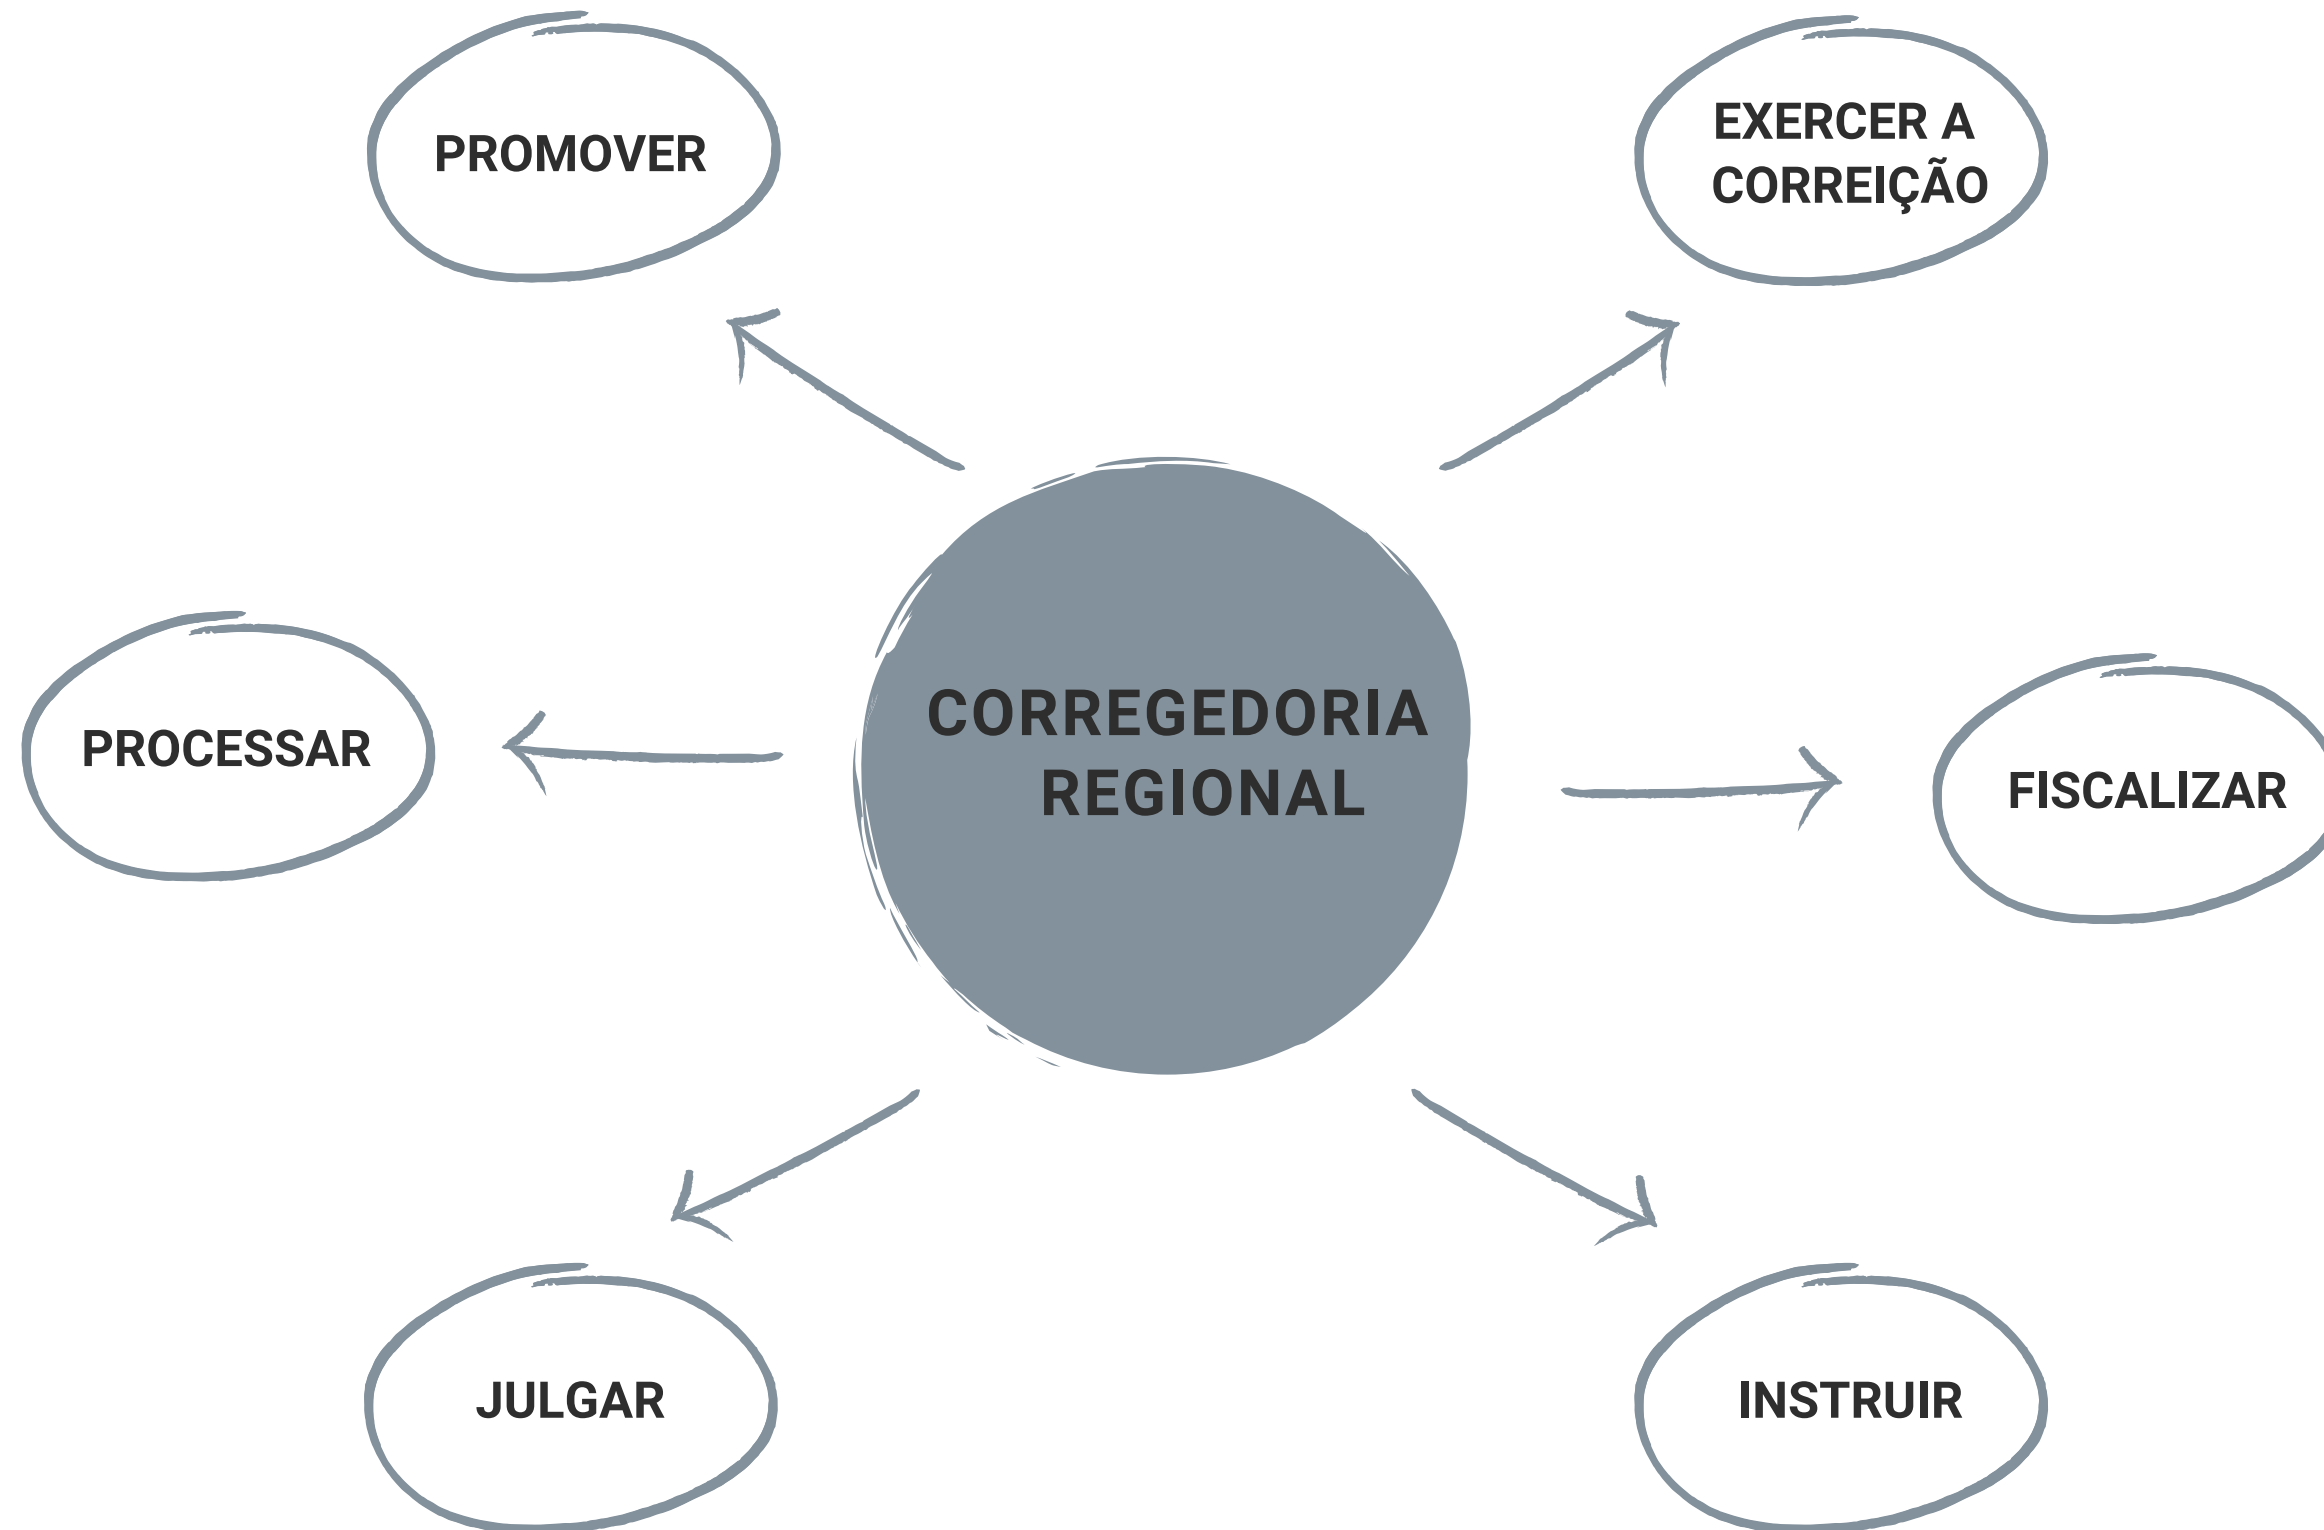 PROMOVER
EXERCER A
CORREIÇÃO
CORREGEDORIA
REGIONAL
PROCESSAR
FISCALIZAR
JULGAR
INSTRUIR